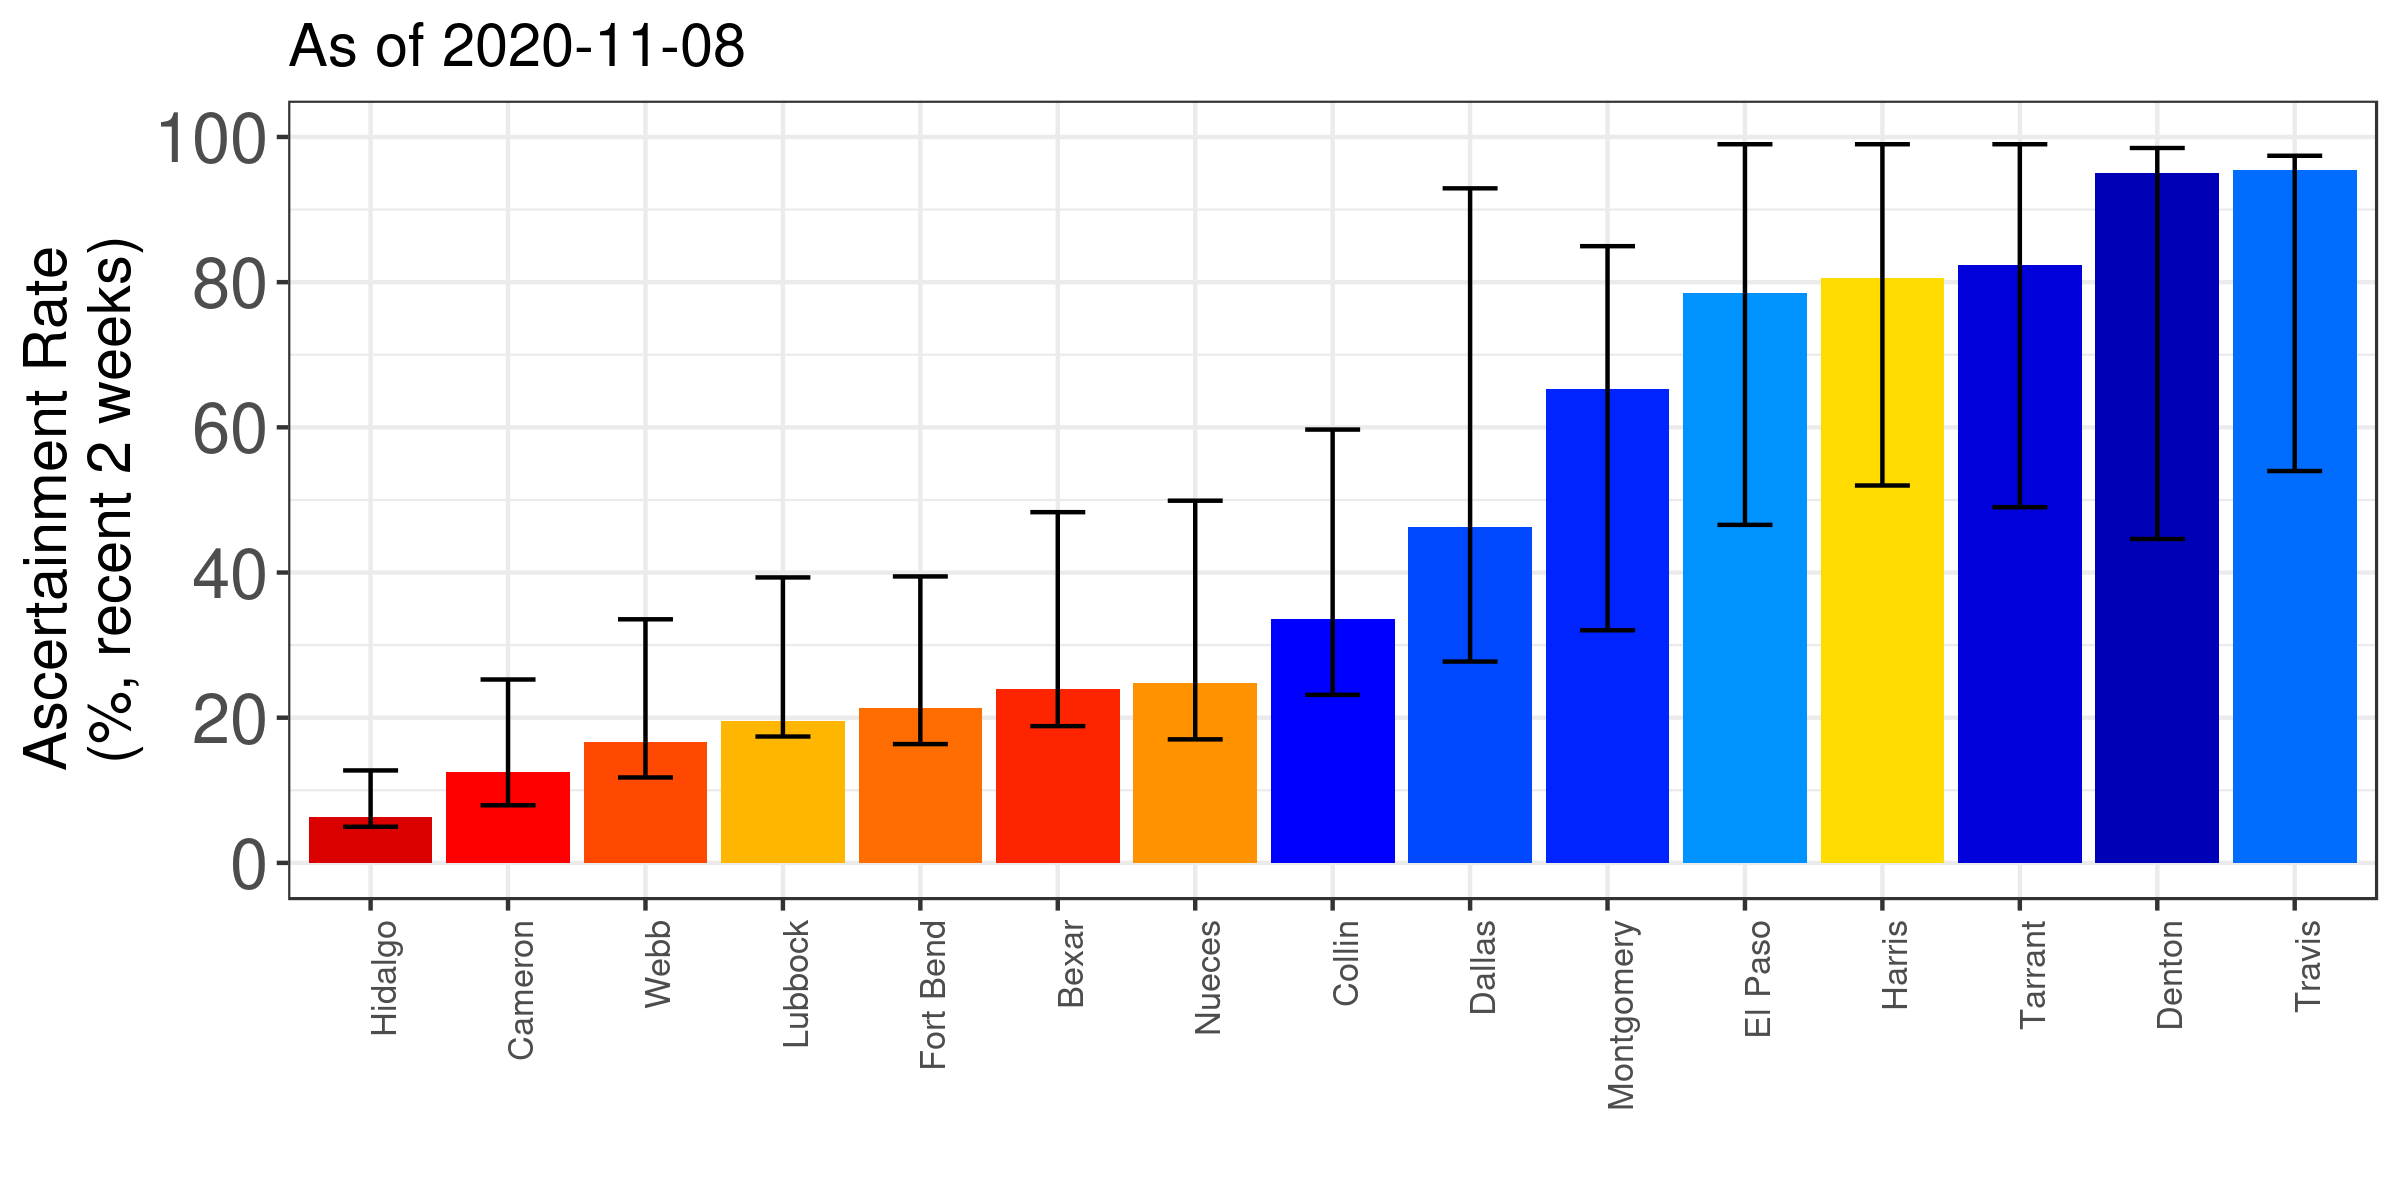 As of 2020-11-08
Ascertainment Rate
(%, recent 2 weeks)
100
80
60
40
20
0
Hidalgo
Cameron
Webb
Lubbock
Fort Bend
Bexar
Nueces
Collin
Dallas
Montgomery
El Paso
Harris
Tarrant
Denton
Travis